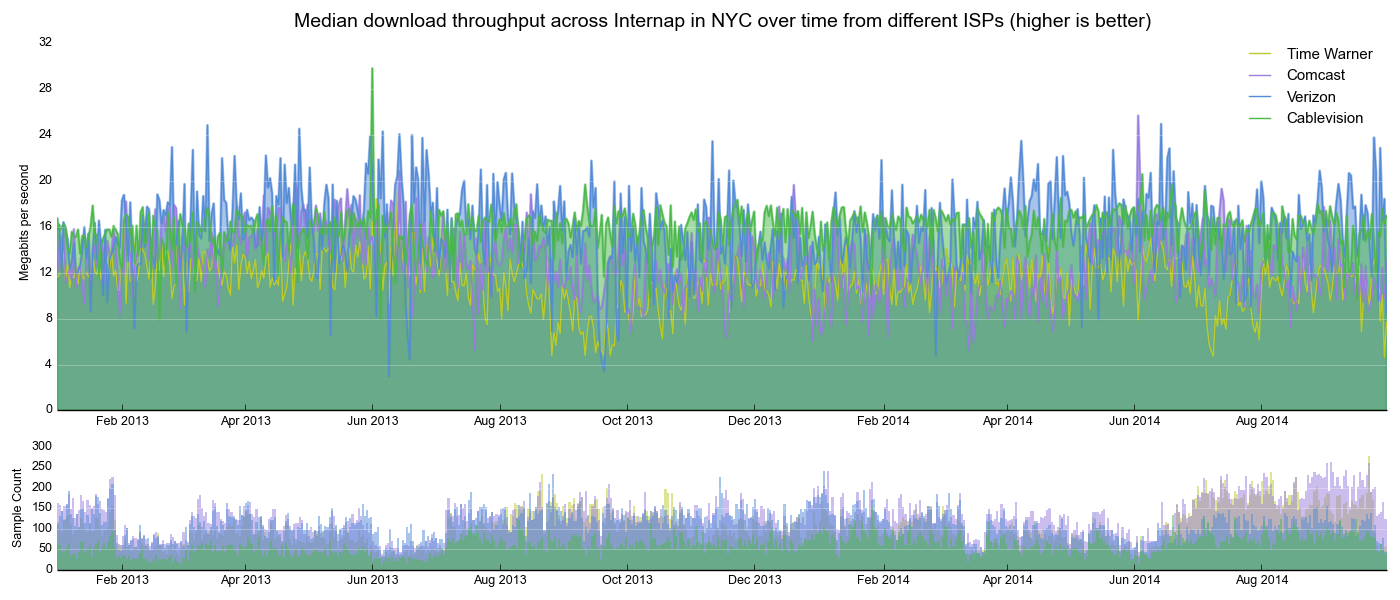 Median download throughput across Internap in NYC over time from different ISPs (higher is better)
32
28
24
20
16
12
8
4
0
Megabits per second
Time Warner
Comcast
Verizon
Cablevision
Feb 2013 Apr 2013 Jun 2013 Aug 2013 Oct 2013 Dec 2013 Feb 2014 Apr 2014 Jun 2014 Aug 2014
300
250
200
150
100
50
0
Sample Count
Feb 2013 Apr 2013 Jun 2013 Aug 2013 Oct 2013 Dec 2013 Feb 2014 Apr 2014 Jun 2014 Aug 2014